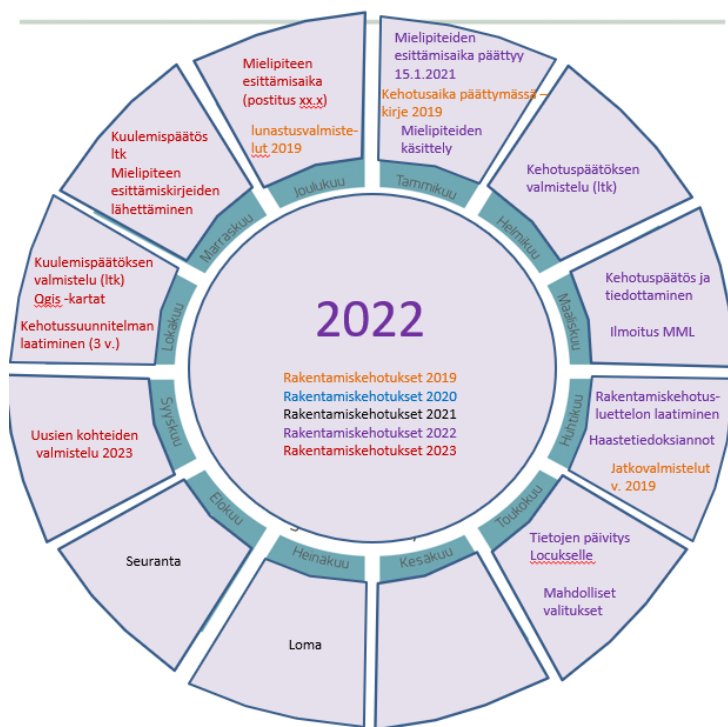 Mielipiteiden
esittämisaika päättyy
15.1.2021
Kehotusaika päättymässä –
kirje 2019
Mielipiteiden
käsittely
Tammikuu
Kehotuspäätöksen
valmistelu (ltk)
Helmikuu
Kehotuspäätös ja
tiedottaminen
Ilmoitus MML
Maaliskuu
Rakentamiskehotus-
luettelon laatiminen
Haastetiedoksiannot
Jatkovalmistelut
v. 2019
Huhtikuu
Tietojen päivitys
Locukselle
Mahdolliset
valitukset
Toukokuu
Kesäkuu
Loma
Heinäkuu
Seuranta
Elokuu
Uusien kohteiden
valmistelu 2023
Syyskuu
Kuulemispäätöksen
valmistelu (ltk)
Qgis -kartat
Kehotussuunnitelman
laatiminen (3 v.)
Lokakuu
Kuulemispäätös
ltk
Mielipiteen
esittämiskirjeiden
lähettäminen
Marraskuu
Mielipiteen
esittämisaika
(postitus xx.x)
lunastusvalmiste-
lut 2019
Joulukuu
2022
Rakentamiskehotukset 2019
Rakentamiskehotukset 2020
Rakentamiskehotukset 2021
Rakentamiskehotukset 2022
Rakentamiskehotukset 2023